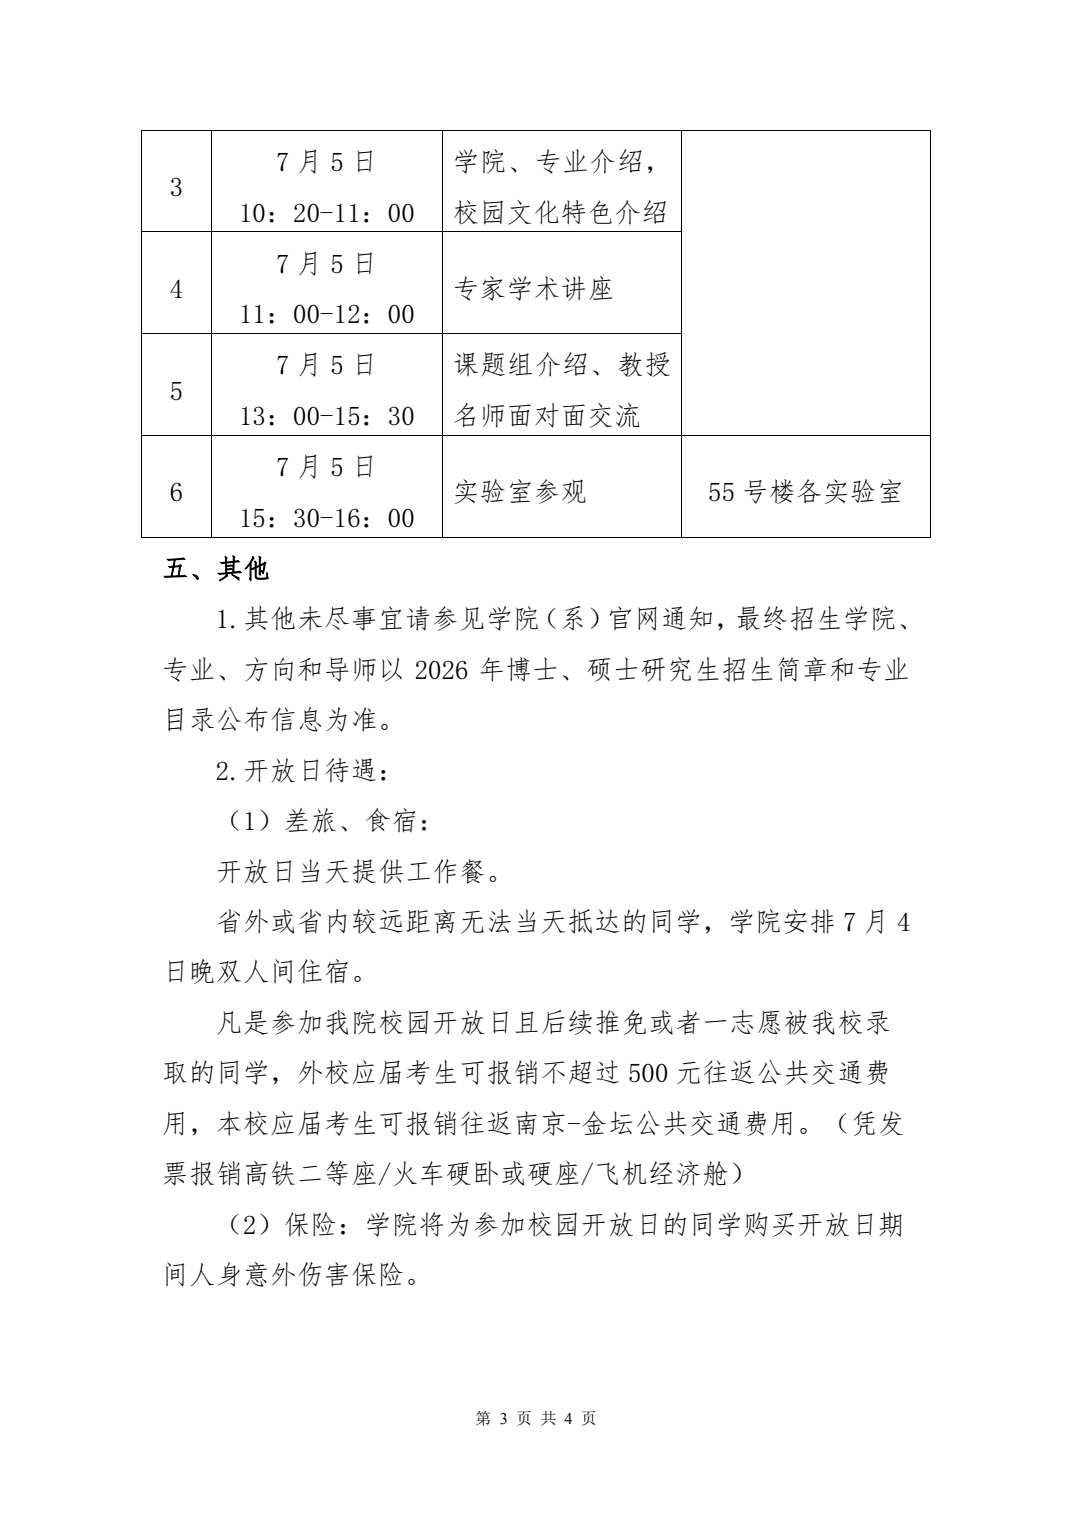 3
7 月 5 日
10：20-11：00
学院、专业介绍，
校园文化特色介绍
4
7 月 5 日
11：00-12：00
专家学术讲座
5
7 月 5 日
13：00-15：30
课题组介绍、教授
名师面对面交流
6
7 月 5 日
15：30-16：00
实验室参观
55 号楼各实验室
五、其他
1.其他未尽事宜请参见学院（系）官网通知，最终招生学院、
专业、方向和导师以 2026 年博士、硕士研究生招生简章和专业
目录公布信息为准。
2.开放日待遇：
（1）差旅、食宿：
开放日当天提供工作餐。
省外或省内较远距离无法当天抵达的同学，学院安排 7 月 4
日晚双人间住宿。
凡是参加我院校园开放日且后续推免或者一志愿被我校录
取的同学，外校应届考生可报销不超过 500 元往返公共交通费
用，本校应届考生可报销往返南京-金坛公共交通费用。（凭发
票报销高铁二等座/火车硬卧或硬座/飞机经济舱）
（2）保险：学院将为参加校园开放日的同学购买开放日期
间人身意外伤害保险。
第 3 页 共 4 页